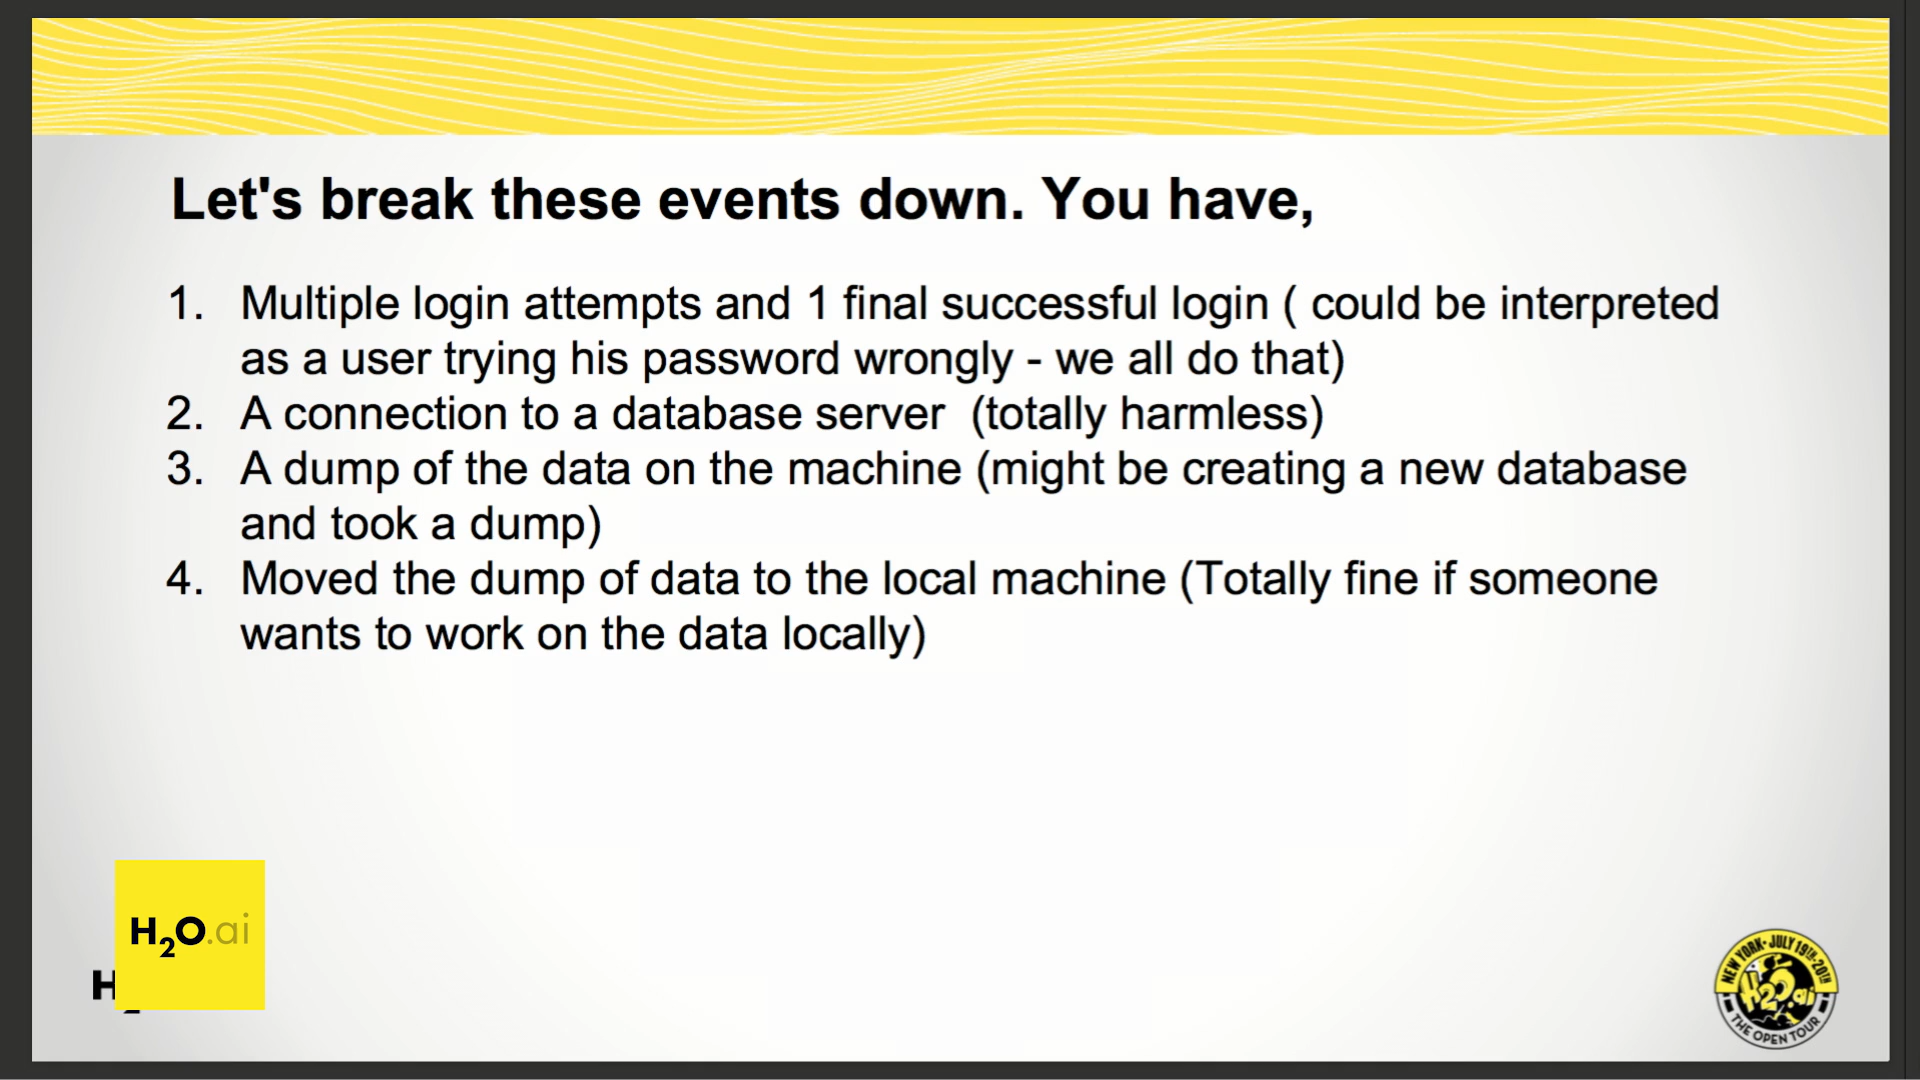 Let's break these events down. You have,
1. Multiple login attempts and 1 final successful login ( could be interpreted
as a user trying his password wrongly - we all do that)
2. A connection to a database server  (totally harmless)
3. A dump of the data on the machine (might be creating a new database
and took a dump)
4. Moved the dump of data to the local machine (Totally fine if someone
wants to work on the data locally)
H2O.ai
NEW YORK • JULY 19TH-20TH
H2O.ai
THE OPEN TOUR